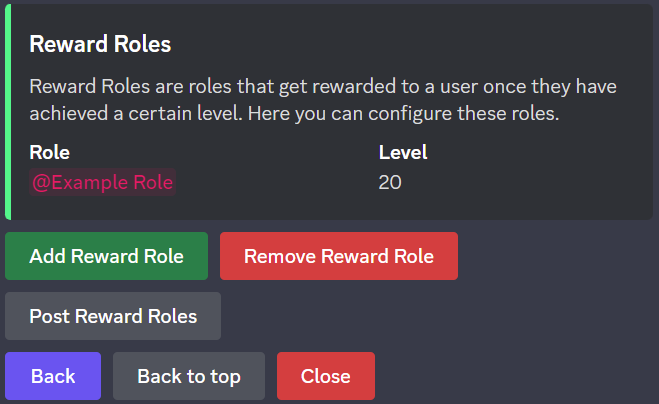 Reward Roles
Reward Roles are roles that get rewarded to a user once they have
achieved a certain level. Here you can configure these roles.
Role Level
@Example Role 20
Add Reward Role Remove Reward Role
Post Reward Roles
Back Back to top Close